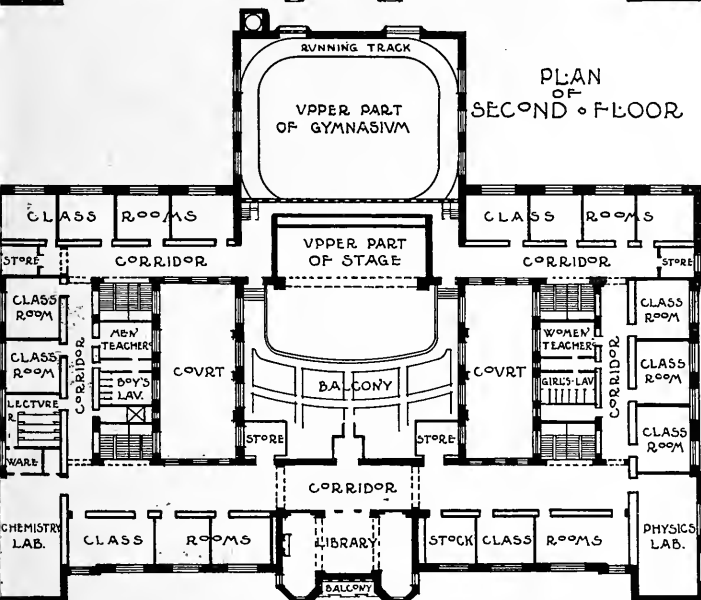 RUNNING TRACK
UPPER PART
OF GYMNASIUM
PLAN
OF
SECOND FLOOR
CLASS ROOMS
CLASS ROOMS
UPPER PART
OF STAGE
STORE
CORRIDOR
CORRIDOR
STORE
CLASS
ROOM
MEN
TEACHERS
WOMEN
TEACHERS
CLASS
ROOM
CLASS
ROOM
CORRIDOR
COURT
BOY'S
LAV.
BALCONY
COURT
GIRL'S LAV.
CORRIDOR
CLASS
ROOM
LECTURE
R.
STORE
STORE
CLASS
ROOM
WARE
CORRIDOR
CHEMISTRY
LAB.
CLASS ROOMS
LIBRARY
STOCK
CLASS ROOMS
PHYSICS
LAB.
BALCONY